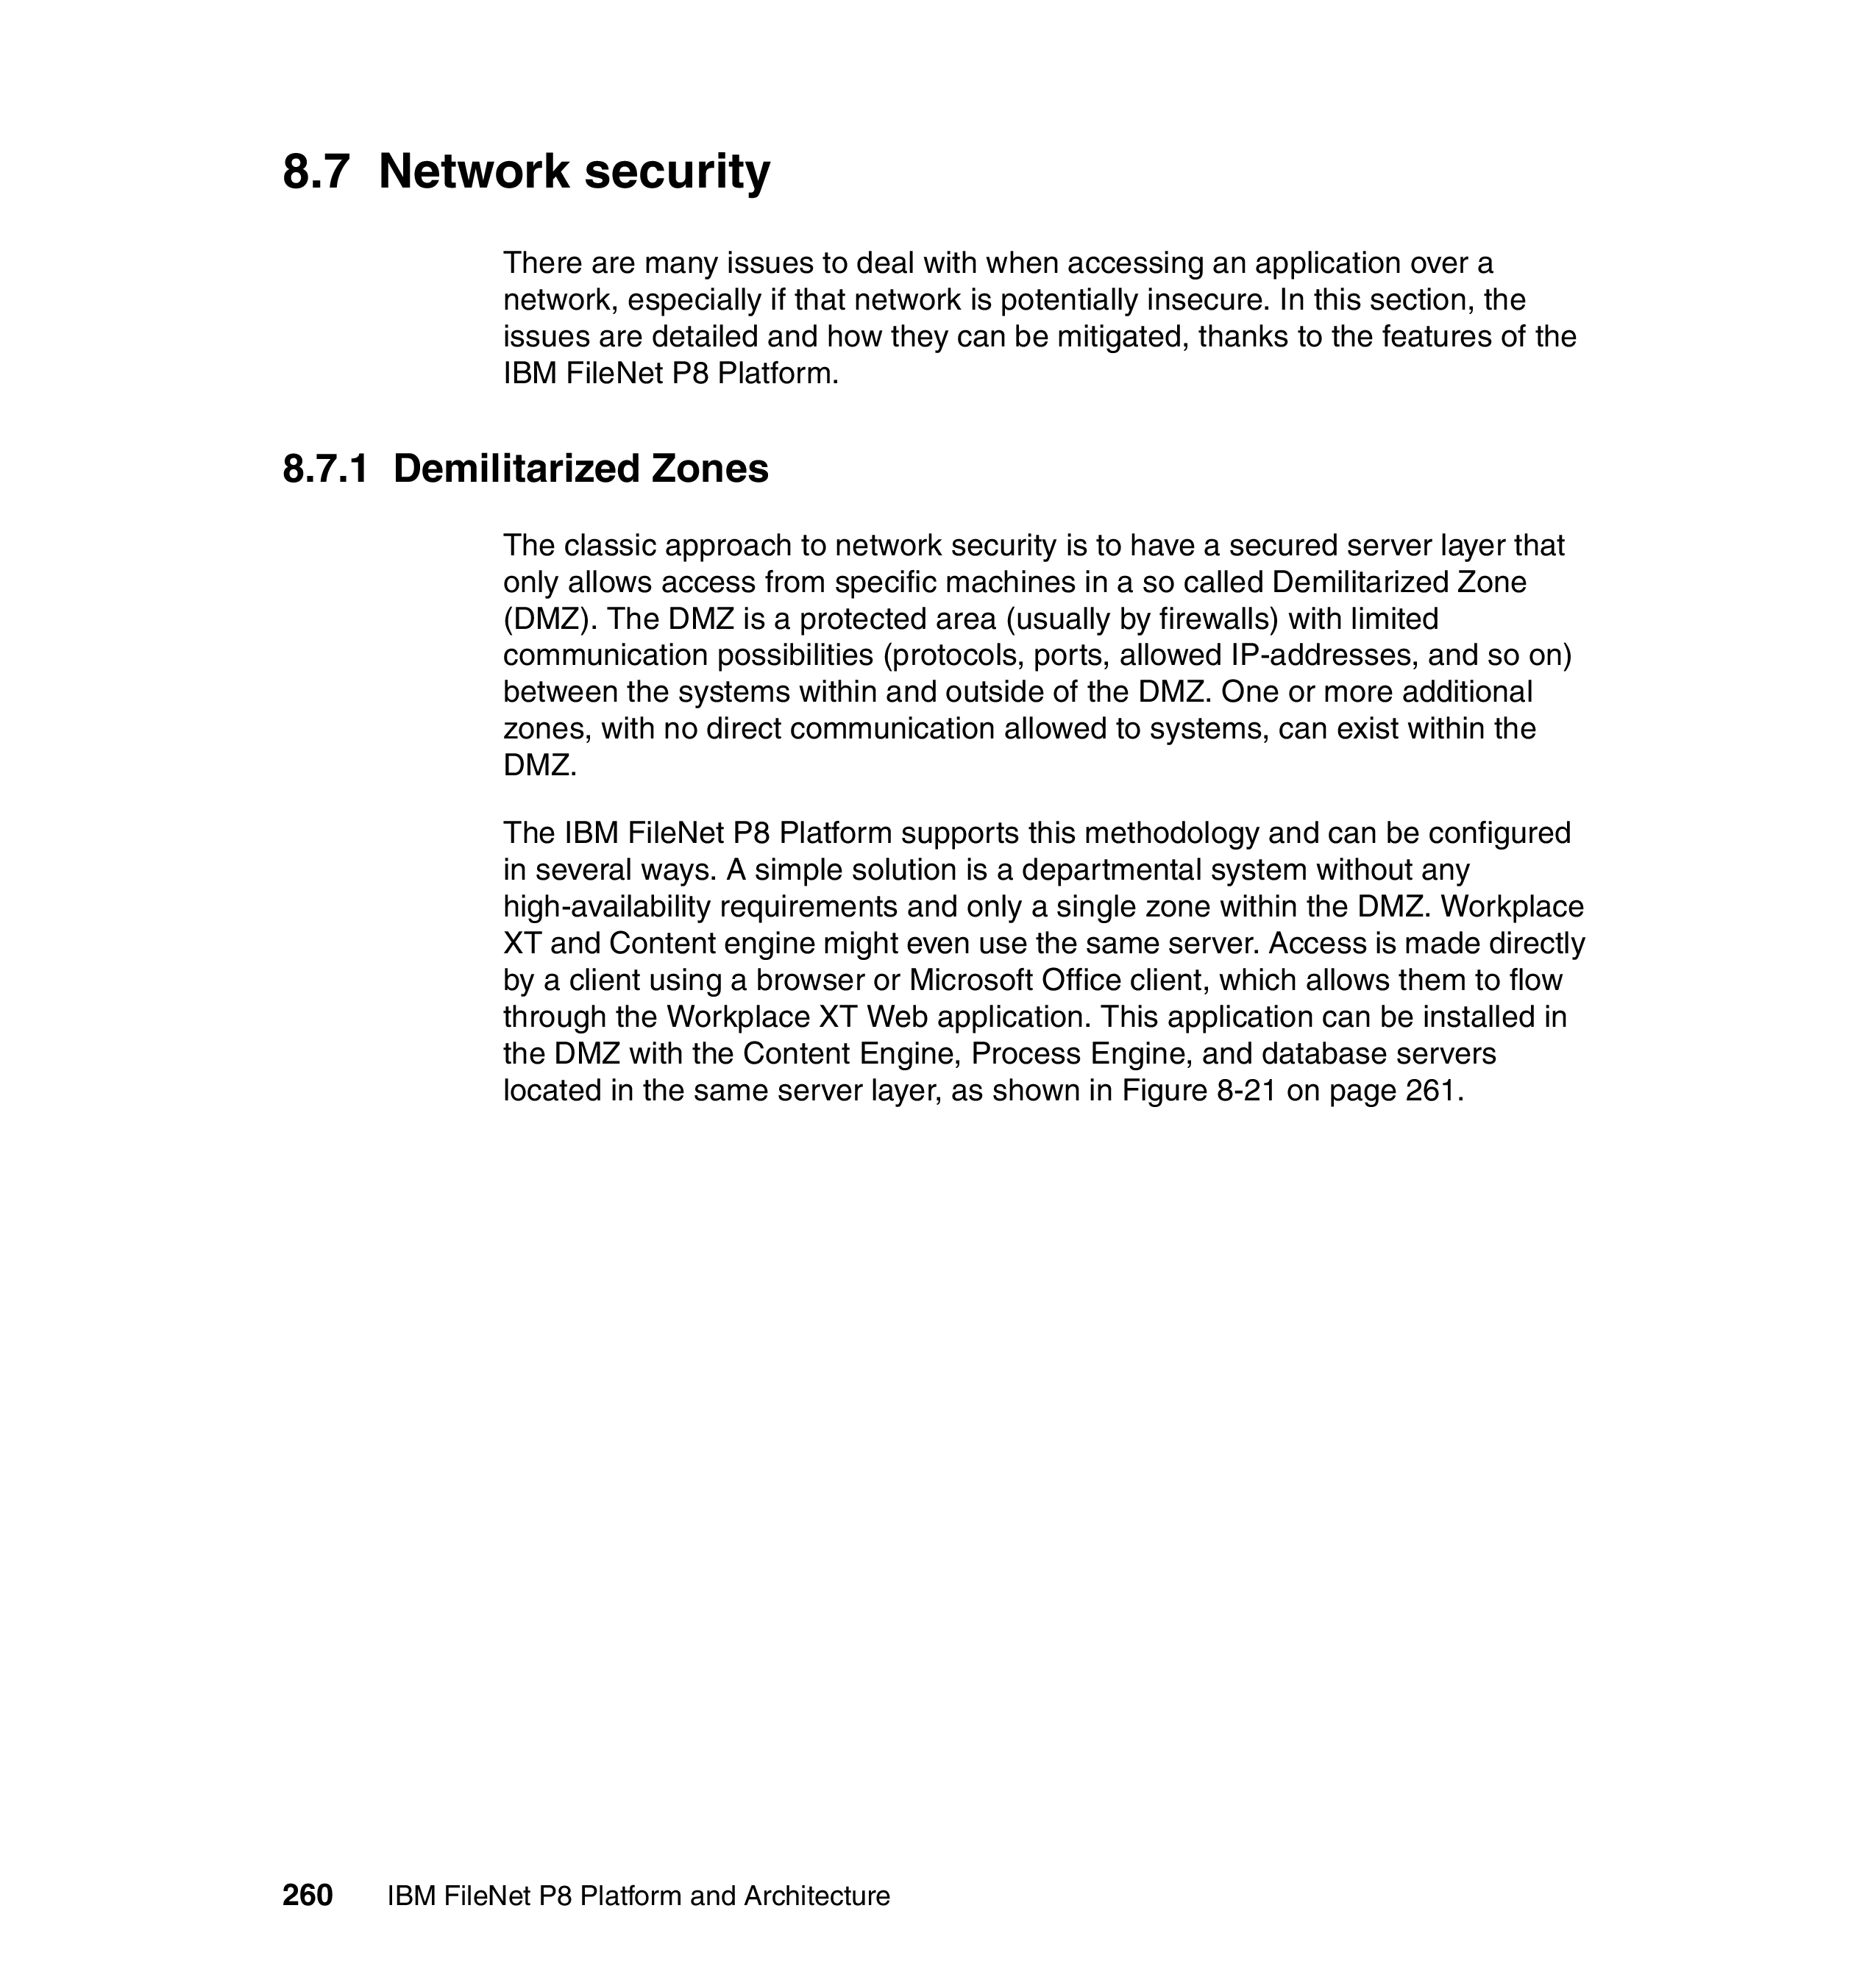 8.7 Network security
There are many issues to deal with when accessing an application over a
network, especially if that network is potentially insecure. In this section, the
issues are detailed and how they can be mitigated, thanks to the features of the
IBM FileNet P8 Platform.
8.7.1 Demilitarized Zones
The classic approach to network security is to have a secured server layer that
only allows access from specific machines in a so called Demilitarized Zone
(DMZ). The DMZ is a protected area (usually by firewalls) with limited
communication possibilities (protocols, ports, allowed IP-addresses, and so on)
between the systems within and outside of the DMZ. One or more additional
zones, with no direct communication allowed to systems, can exist within the
DMZ.
The IBM FileNet P8 Platform supports this methodology and can be configured
in several ways. A simple solution is a departmental system without any
high-availability requirements and only a single zone within the DMZ. Workplace
XT and Content engine might even use the same server. Access is made directly
by a client using a browser or Microsoft Office client, which allows them to flow
through the Workplace XT Web application. This application can be installed in
the DMZ with the Content Engine, Process Engine, and database servers
located in the same server layer, as shown in Figure 8-21 on page 261.
260 IBM FileNet P8 Platform and Architecture